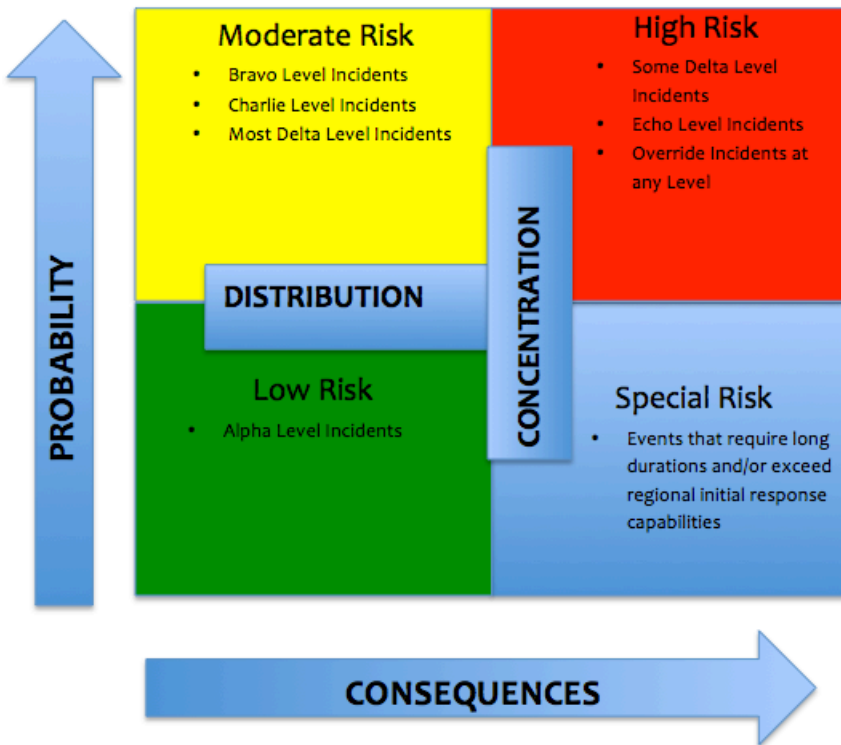 Moderate Risk
• Bravo Level Incidents
• Charlie Level Incidents
• Most Delta Level Incidents
High Risk
• Some Delta Level
Incidents
• Echo Level Incidents
• Override Incidents at
any Level
PROBABILITY
DISTRIBUTION
CONCENTRATION
Low Risk
• Alpha Level Incidents
Special Risk
• Events that require long
durations and/or exceed
regional initial response
capabilities
CONSEQUENCES